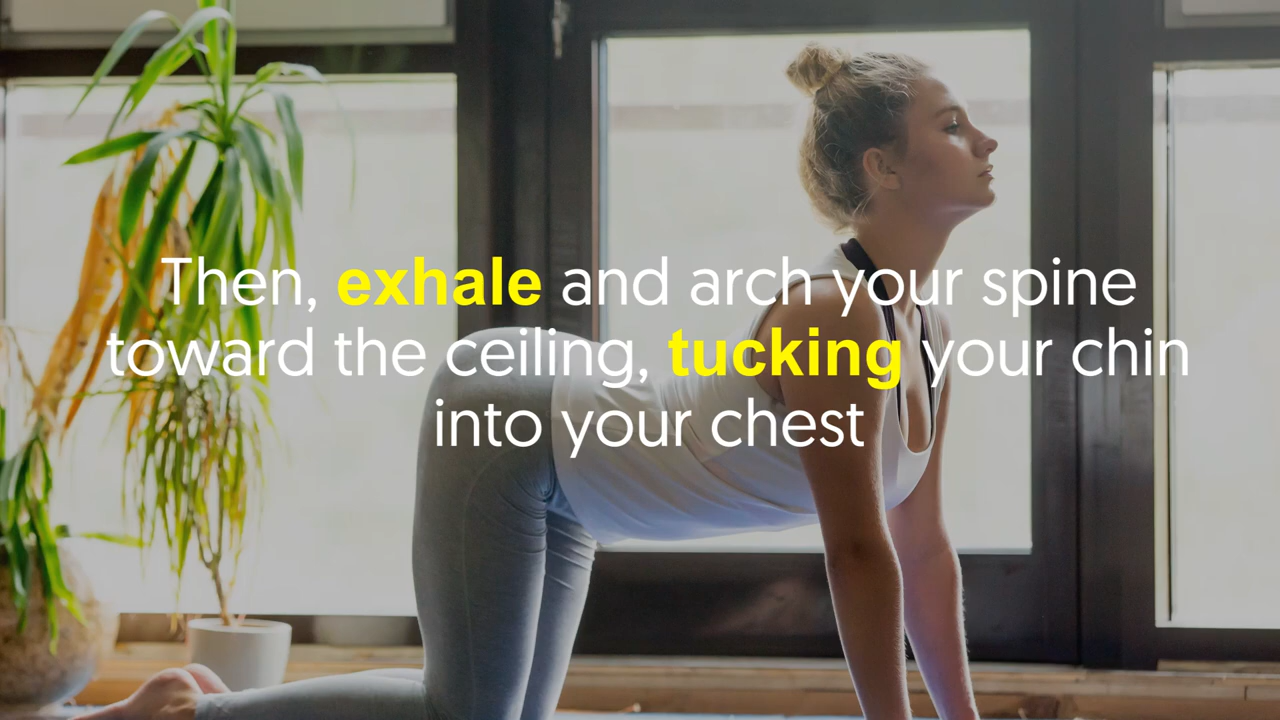 Then, exhale and arch your spine
toward the ceiling, tucking your chin
into your chest